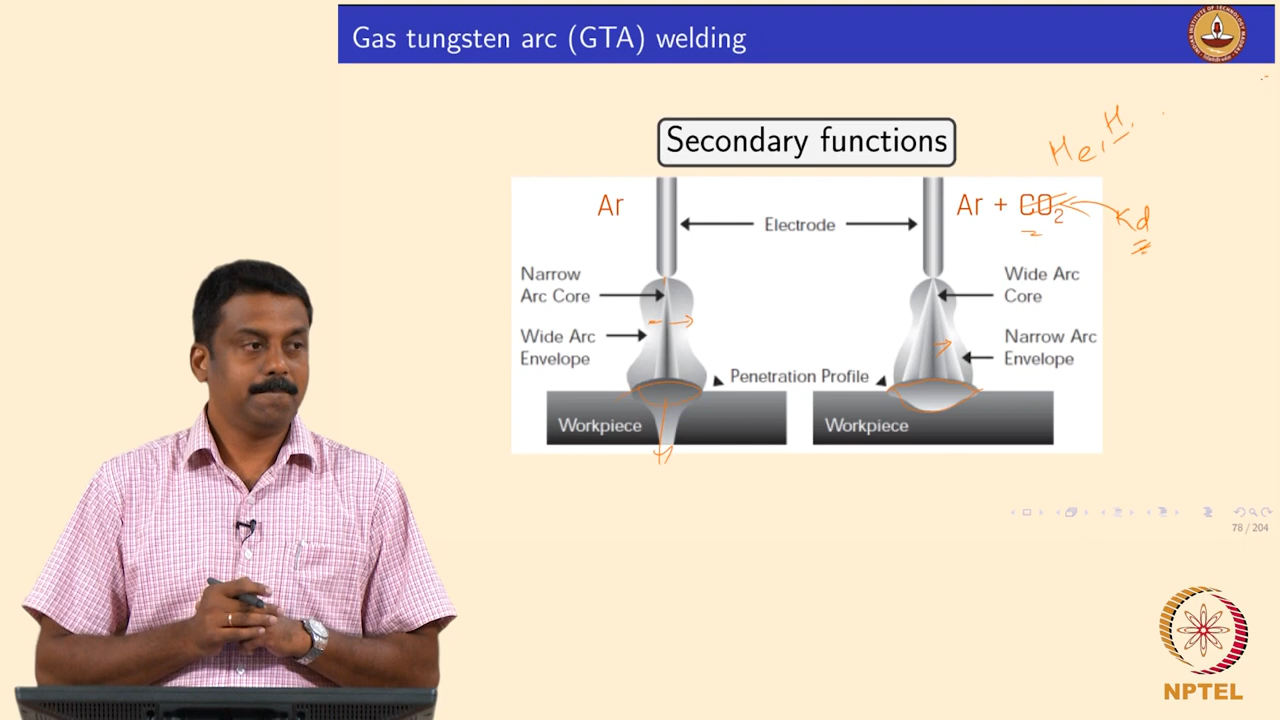 Gas tungsten arc (GTA) welding
Secondary functions
He, H.
Ar
Ar + CO2
Kd
Electrode
Narrow
Arc Core
Wide Arc
Core
Wide Arc
Envelope
Narrow Arc
Envelope
Penetration Profile
Workpiece
Workpiece
78 / 204
NPTEL